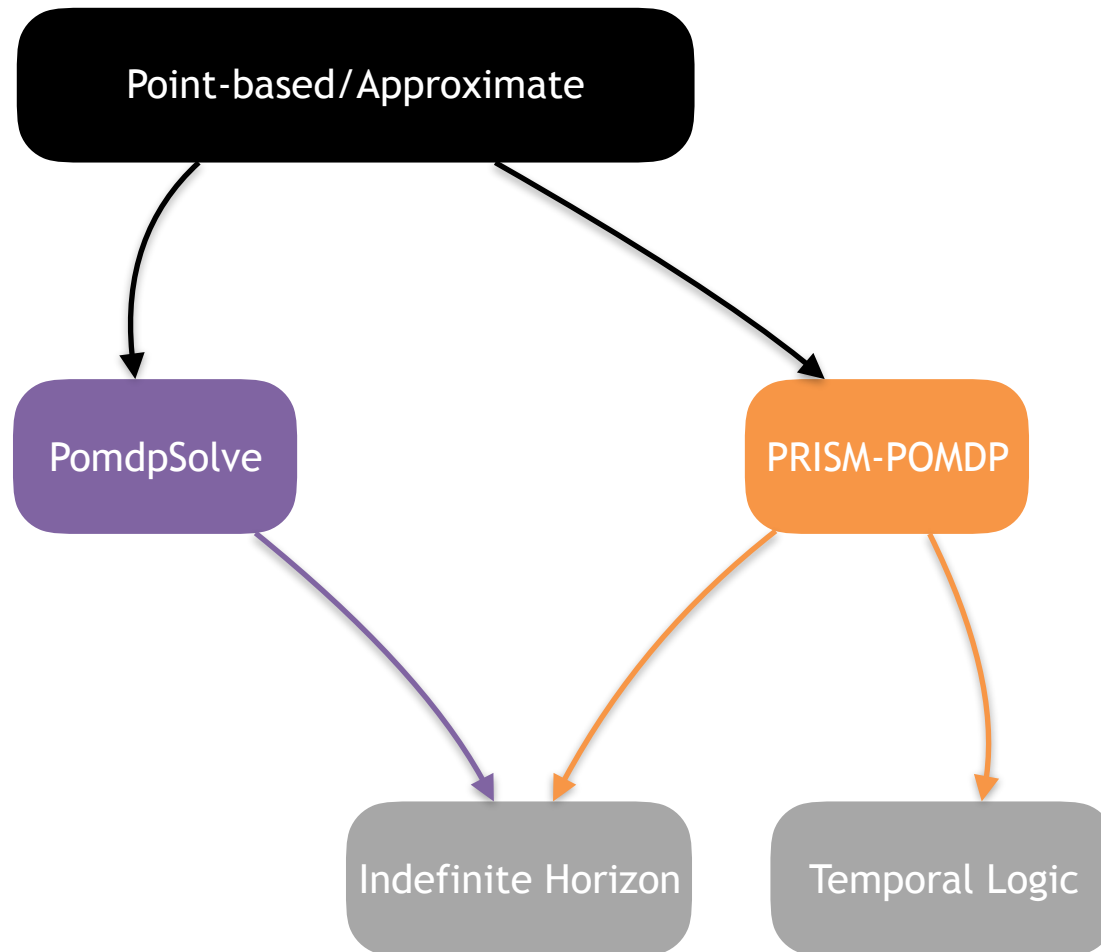 Point-based/Approximate
PomdpSolve
PRISM-POMDP
Indefinite Horizon
Temporal Logic